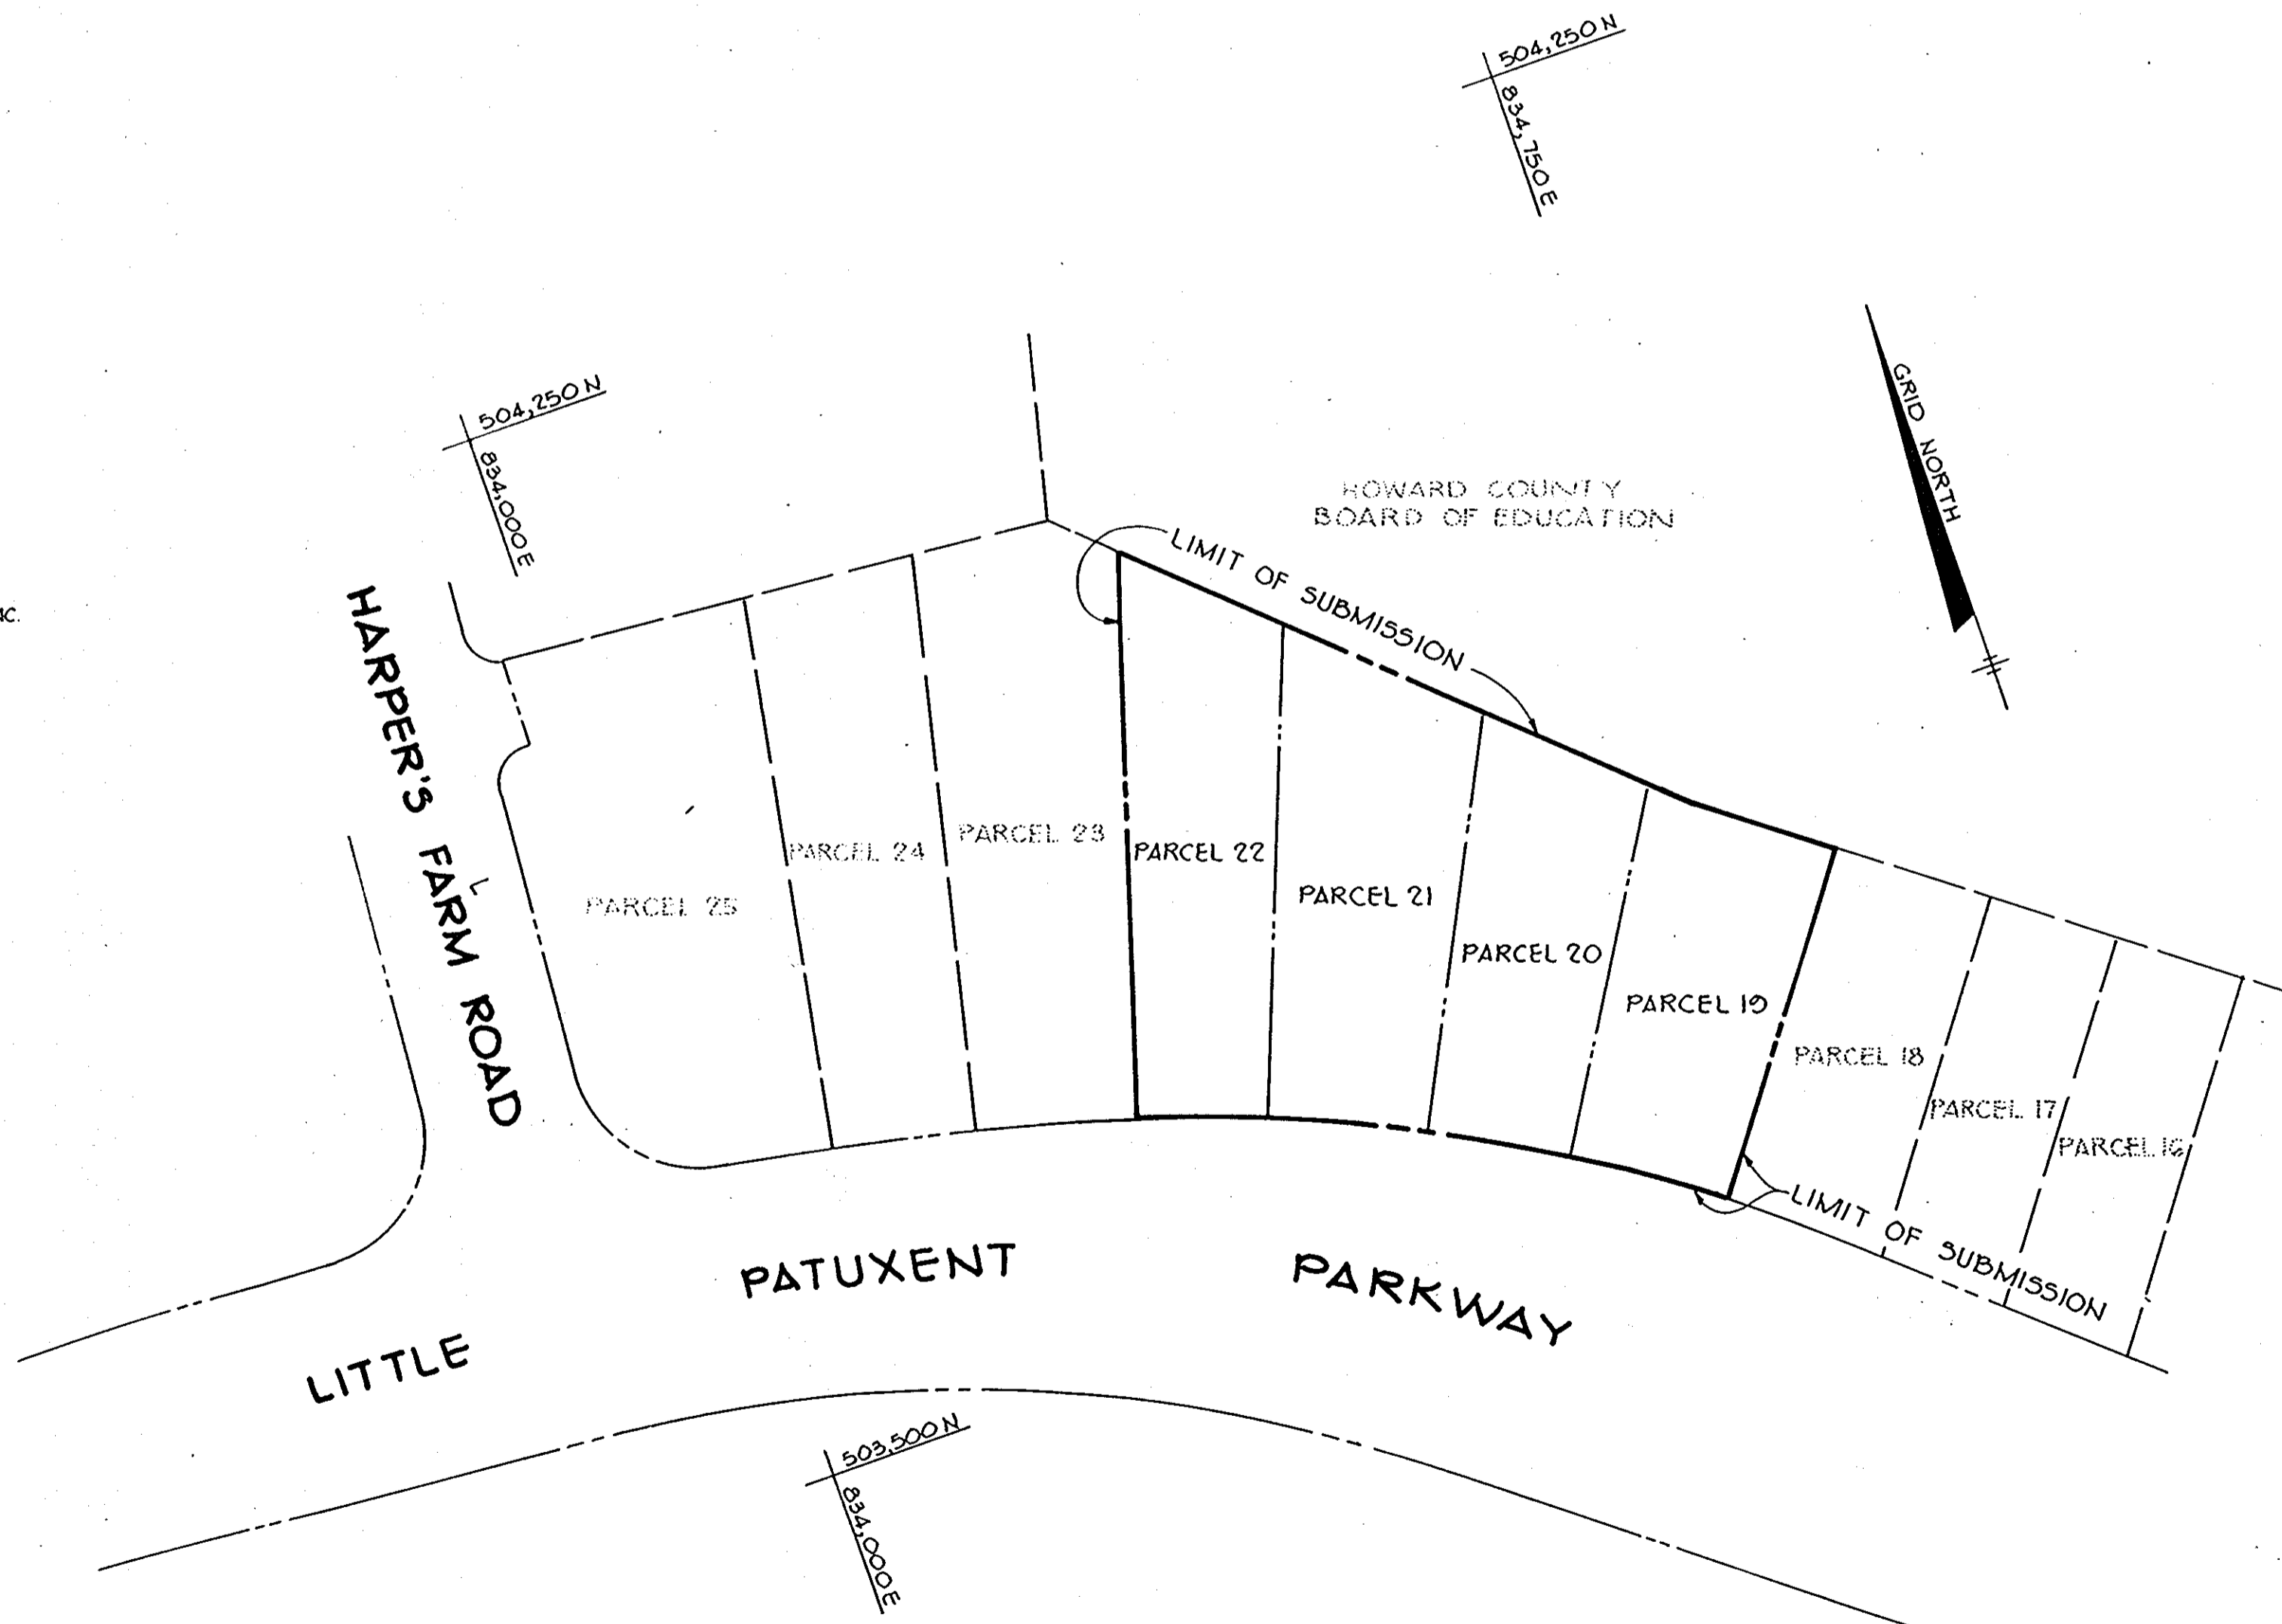 504,250 N
834,750 E
504,250 N
834,000 E
GRID NORTH
HOWARD COUNTY
BOARD OF EDUCATION
LIMIT OF SUBMISSION
HARPER'S FARM ROAD
PARCEL 25
PARCEL 24
PARCEL 23
PARCEL 22
PARCEL 21
PARCEL 20
PARCEL 19
PARCEL 18
PARCEL 17
PARCEL 16
LIMIT OF SUBMISSION
LITTLE PATUXENT PARKWAY
503,500 N
834,000 E